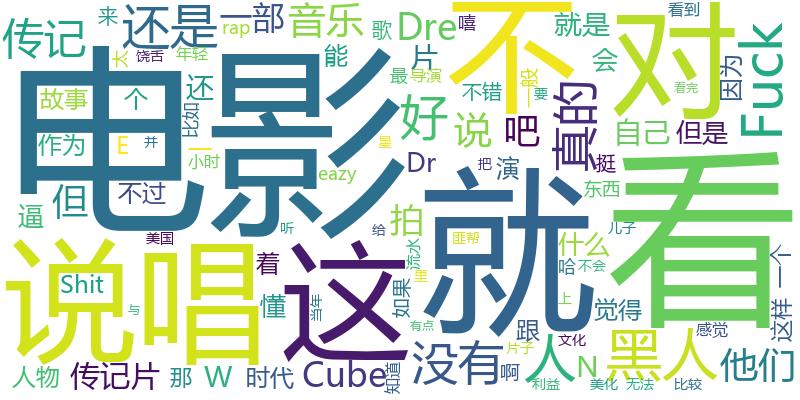 传记 来 还是 一部 音乐 歌 Dre 片 就是 看到
太 rap 饶舌 年轻 能 嘻 会 因为
故事 个 比如 还 最 导演 不错 一般 看完 要
电影 不 对 Fuck
作为 E 并 小时 好 说 吧 真的 自己 但是
但 不过 星 eazy Dr 把 演 挺 东西
逼 听 给 拍 就 看
美国 匪帮 什么 儿子
说唱 这 着 流水 里 哈 不会 一个
Shit 与 懂 当年 如果 上 觉得 这样
有点 跟 片子 文化 感觉
人物 传记片 那 W 时代 Cube 知道 没有 啊 人 N 黑人 他们
利益 美化 无法 比较